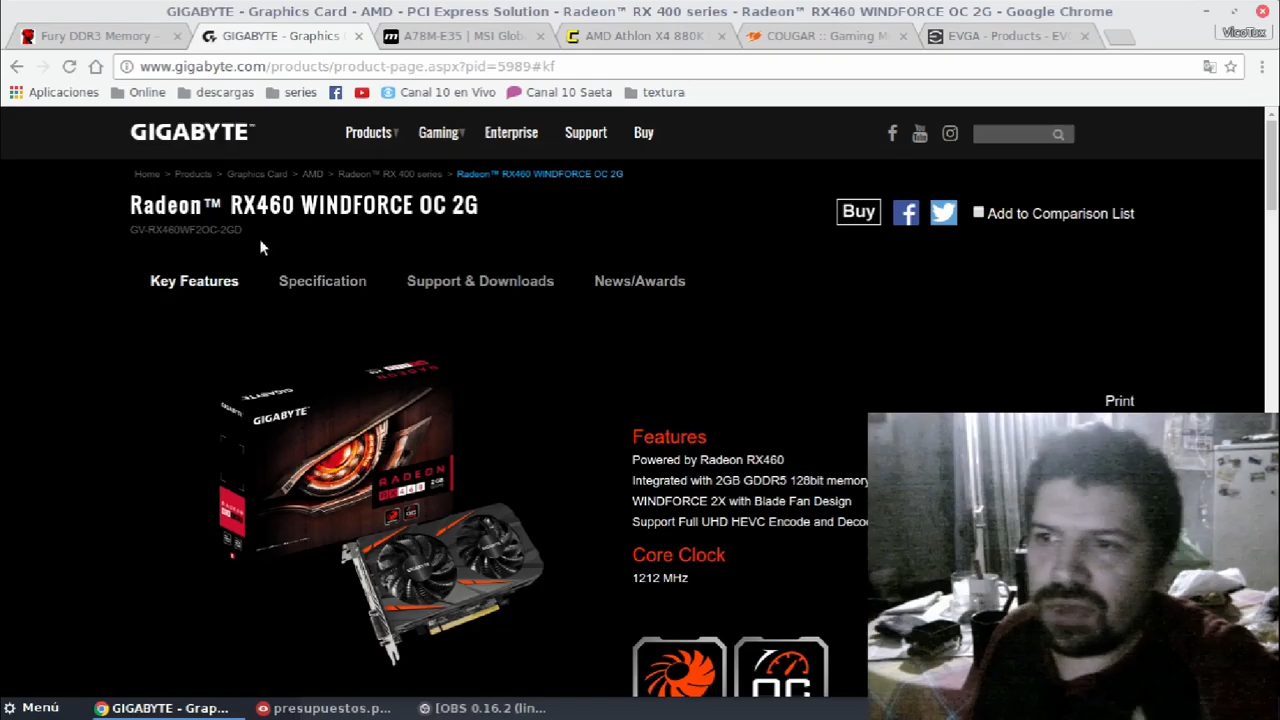 GIGABYTE - Graphics Card - AMD - PCI Express Solution - Radeon™ RX 400 series - Radeon™ RX460 WINDFORCE OC 2G - Google Chrome
Fury DDR3 Memory -
GIGABYTE - Graphics
A78M-E35 | MSI Glob
AMD Athlon X4 880K
COUGAR :: Gaming M
EVGA - Products - EV
VicoTux
www.gigabyte.com/products/product-page.aspx?pid=5989#kf
Aplicaciones
Online
descargas
series
Canal 10 en Vivo
Canal 10 Saeta
textura
GIGABYTE™
Products
Gaming
Enterprise
Support
Buy
Home > Products > Graphics Card > AMD > Radeon™ RX 400 series > Radeon™ RX460 WINDFORCE OC 2G
Radeon™ RX460 WINDFORCE OC 2G
GV-RX460WF2OC-2GD
Buy
Add to Comparison List
Key Features
Specification
Support & Downloads
News/Awards
Print
GIGABYTE
RADEON
GIGABYTE
Features
Powered by Radeon RX460
Integrated with 2GB GDDR5 128bit memory
WINDFORCE 2X with Blade Fan Design
Support Full UHD HEVC Encode and Deco
Core Clock
1212 MHz
OC
Menú
GIGABYTE - Grap...
presupuestos.p...
[OBS 0.16.2 (lin...